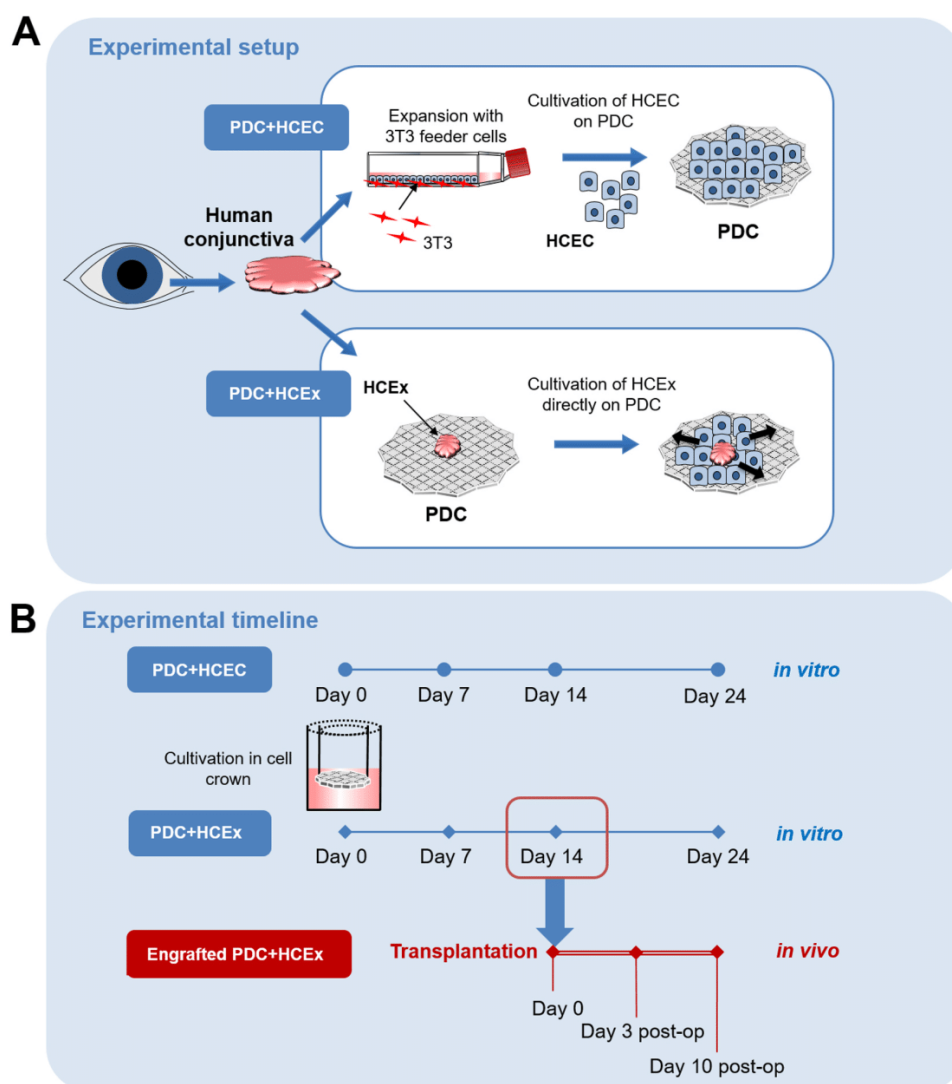 A
Experimental setup
PDC+HCEC
Expansion with
3T3 feeder cells
Cultivation of HCEC
on PDC
3T3
HCEC
PDC
Human
conjunctiva
PDC+HCEx
HCEx
Cultivation of HCEx
directly on PDC
PDC
B
Experimental timeline
PDC+HCEC
Day 0
Day 7
Day 14
Day 24
in vitro
Cultivation in cell
crown
PDC+HCEx
Day 0
Day 7
Day 14
Day 24
in vitro
Engrafted PDC+HCEx
Transplantation
in vivo
Day 0
Day 3 post-op
Day 10 post-op